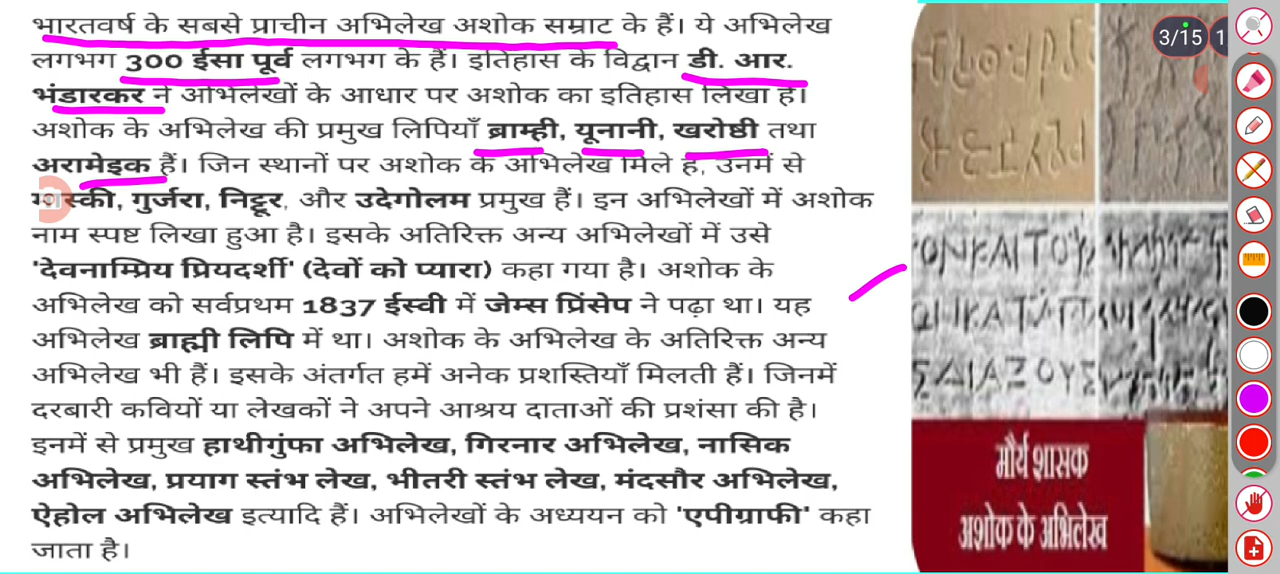 भारतवर्ष के सबसे प्राचीन अभिलेख अशोक सम्राट के हैं। ये अभिलेख
लगभग 300 ईसा पूर्व लगभग के हैं। इतिहास के विद्वान डी. आर.
भंडारकर ने अभिलेखों के आधार पर अशोक का इतिहास लिखा है।
अशोक के अभिलेख की प्रमुख लिपियाँ ब्राम्ही, यूनानी, खरोष्ठी तथा
अरामेइक हैं। जिन स्थानों पर अशोक के अभिलेख मिले हैं, उनमें से
मास्की, गुर्जरा, निट्टूर, और उदेगोलम प्रमुख हैं। इन अभिलेखों में अशोक
नाम स्पष्ट लिखा हुआ है। इसके अतिरिक्त अन्य अभिलेखों में उसे
'देवनाम्प्रिय प्रियदर्शी' (देवों को प्यारा) कहा गया है। अशोक के
अभिलेख को सर्वप्रथम 1837 ईस्वी में जेम्स प्रिंसेप ने पढ़ा था। यह
अभिलेख ब्राह्मी लिपि में था। अशोक के अभिलेख के अतिरिक्त अन्य
अभिलेख भी हैं। इसके अंतर्गत हमें अनेक प्रशस्तियाँ मिलती हैं। जिनमें
दरबारी कवियों या लेखकों ने अपने आश्रय दाताओं की प्रशंसा की है।
इनमें से प्रमुख हाथीगुंफा अभिलेख, गिरनार अभिलेख, नासिक
अभिलेख, प्रयाग स्तंभ लेख, भीतरी स्तंभ लेख, मंदसौर अभिलेख,
ऐहोल अभिलेख इत्यादि हैं। अभिलेखों के अध्ययन को 'एपीग्राफी' कहा
जाता है।
3/15
1
मौर्य शासक
अशोक के अभिलेख